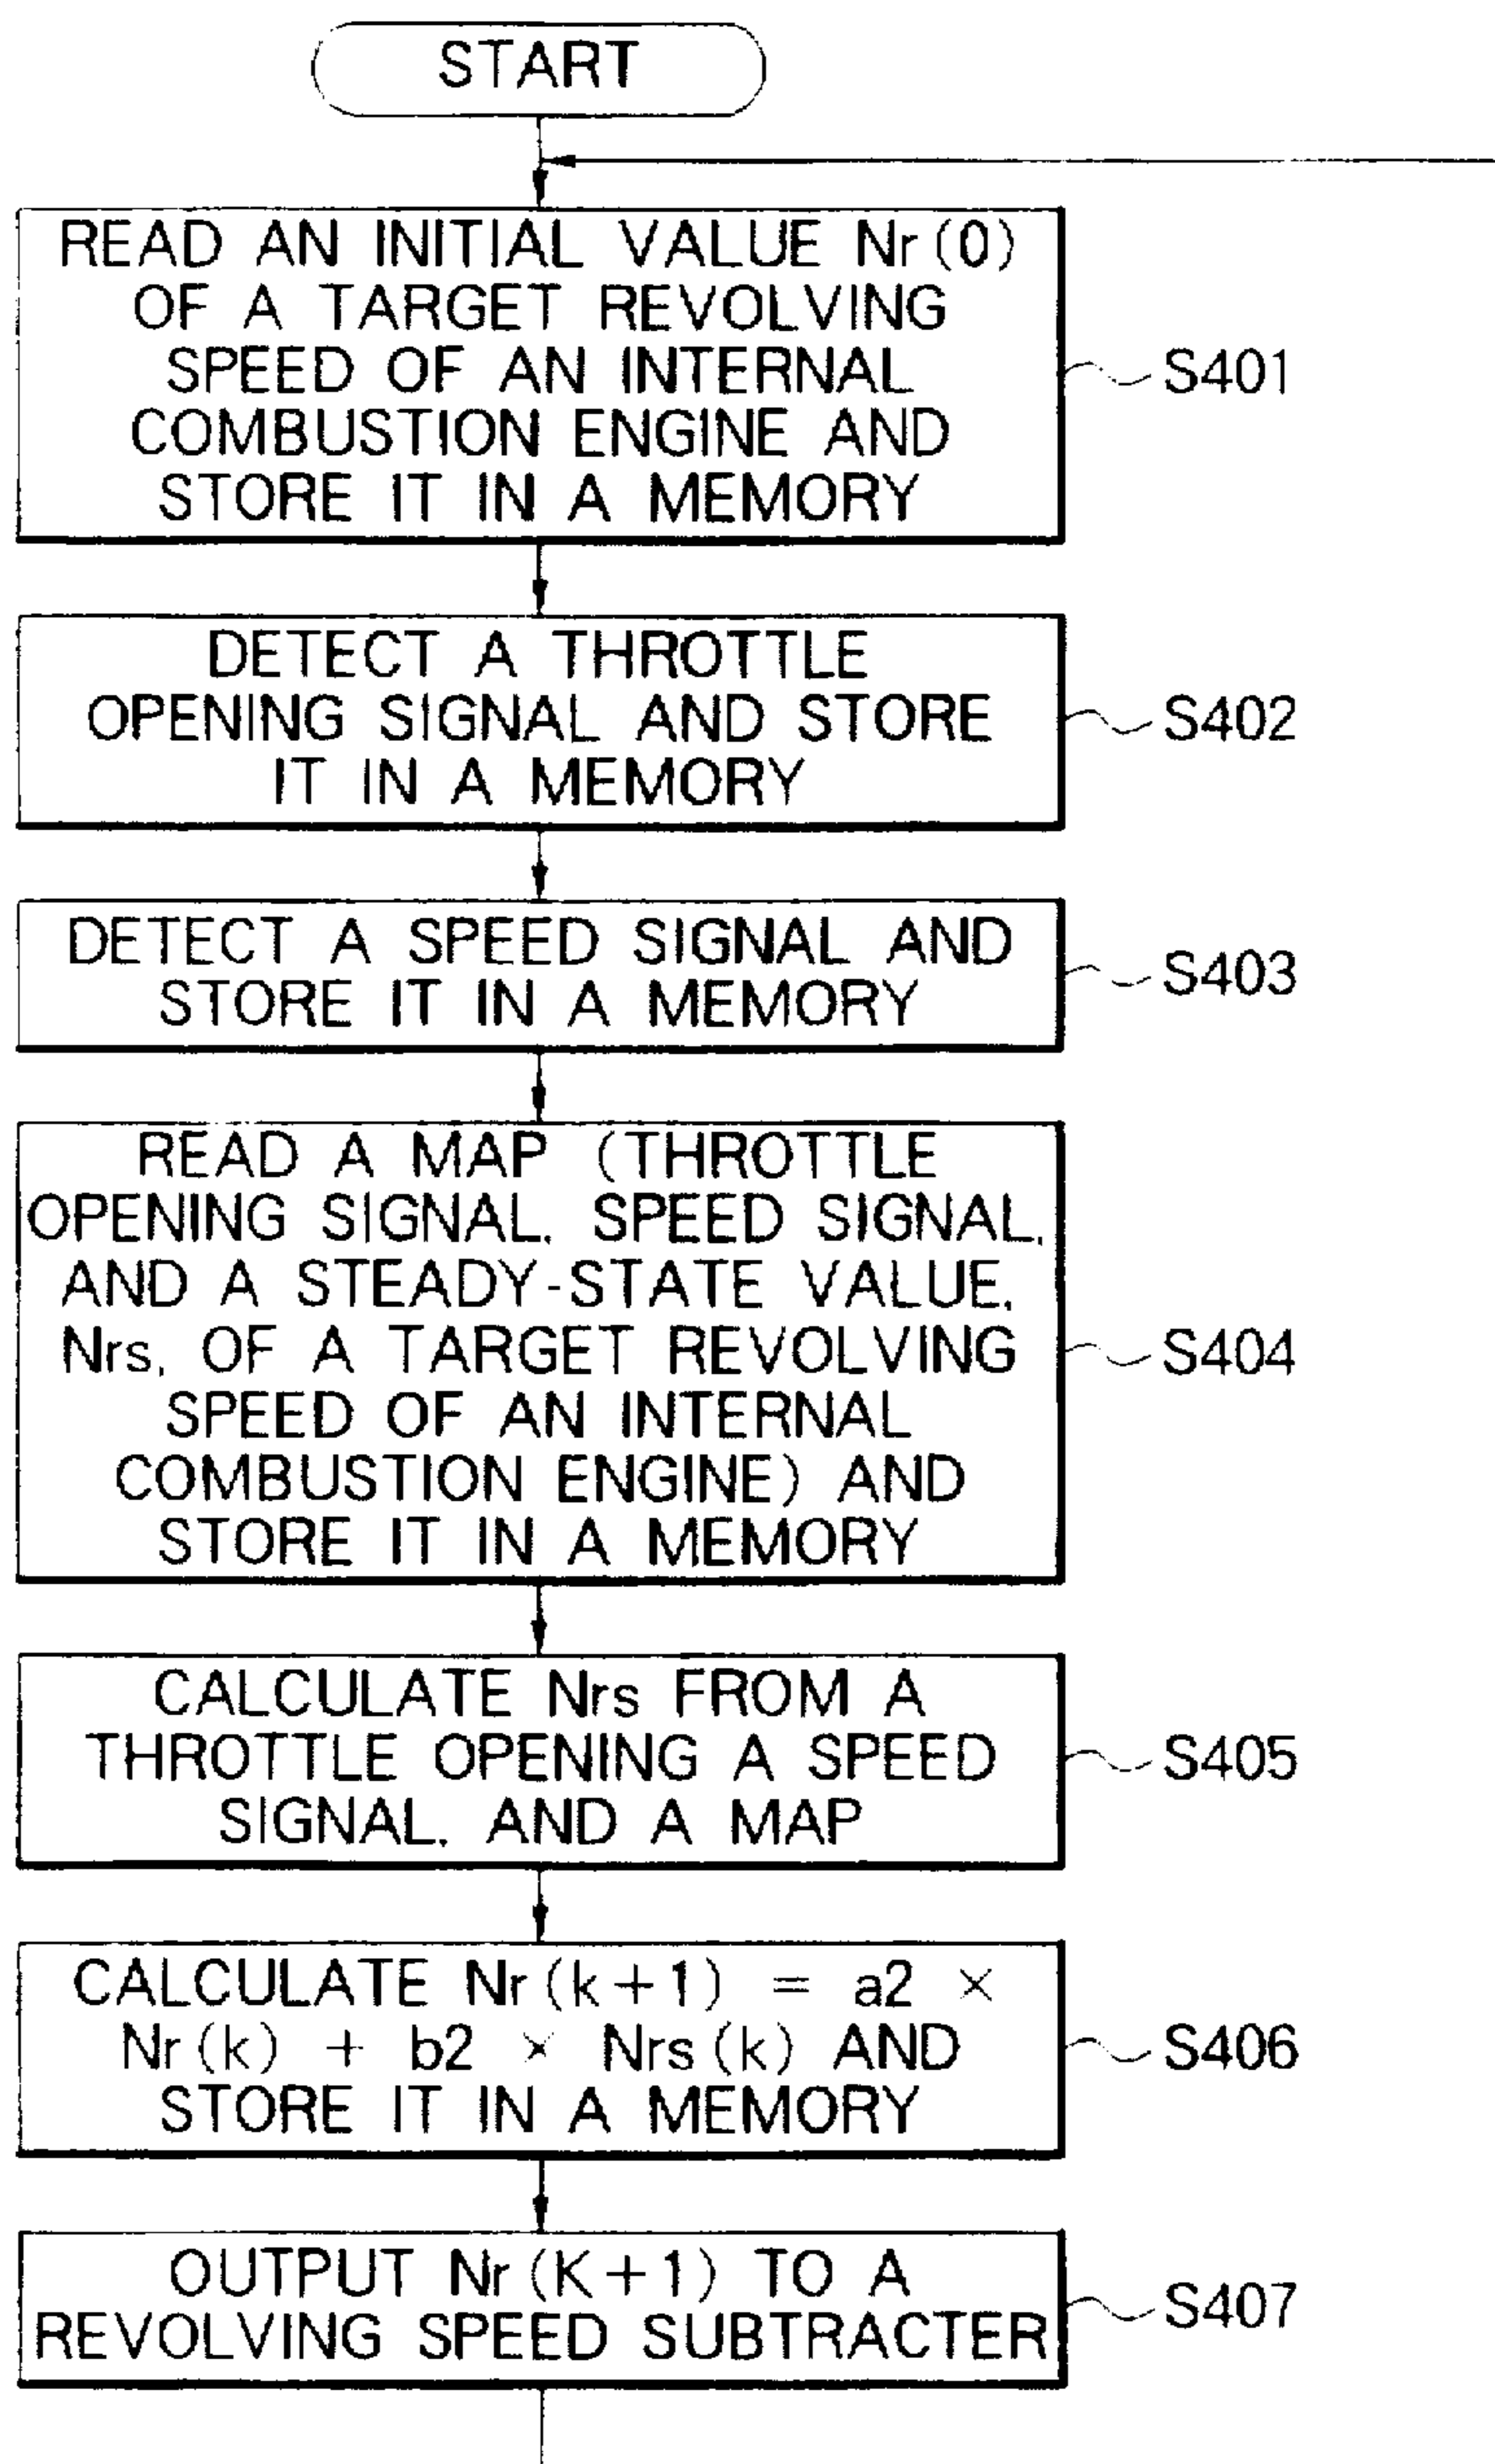 START
READ AN INITIAL VALUE Nr(0)
OF A TARGET REVOLVING
SPEED OF AN INTERNAL
COMBUSTION ENGINE AND
STORE IT IN A MEMORY
S401
DETECT A THROTTLE
OPENING SIGNAL AND STORE
IT IN A MEMORY
S402
DETECT A SPEED SIGNAL AND
STORE IT IN A MEMORY
S403
READ A MAP (THROTTLE
OPENING SIGNAL, SPEED SIGNAL,
AND A STEADY-STATE VALUE,
Nrs, OF A TARGET REVOLVING
SPEED OF AN INTERNAL
COMBUSTION ENGINE) AND
STORE IT IN A MEMORY
S404
CALCULATE Nrs FROM A
THROTTLE OPENING A SPEED
SIGNAL, AND A MAP
S405
CALCULATE Nr(k+1) = a2 ×
Nr(k) + b2 × Nrs(k) AND
STORE IT IN A MEMORY
S406
OUTPUT Nr(K+1) TO A
REVOLVING SPEED SUBTRACTER
S407